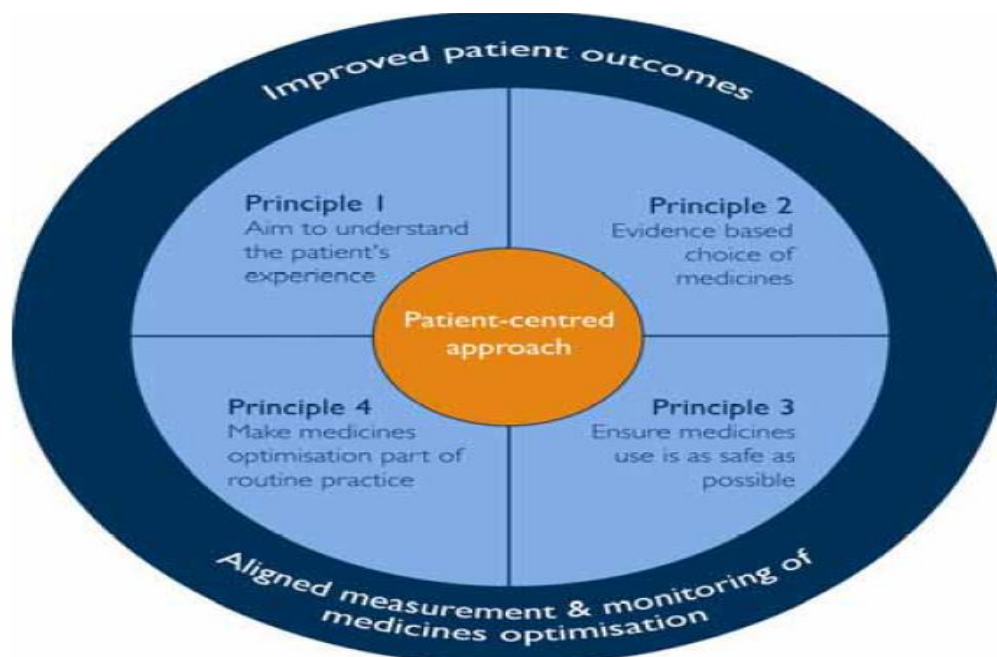 Improved patient outcomes
Principle 1
Aim to understand
the patient's
experience
Principle 2
Evidence based
choice of
medicines
Patient-centred
approach
Principle 4
Make medicines
optimisation part of
routine practice
Principle 3
Ensure medicines
use is as safe as
possible
Aligned measurement & monitoring of
medicines optimisation